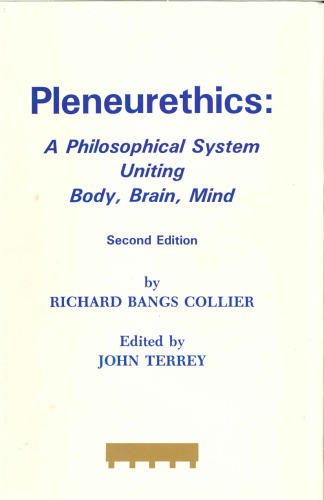 Pleneurethics:
A Philosophical System
Uniting
Body, Brain, Mind
Second Edition
by
RICHARD BANGS COLLIER
Edited by
JOHN TERREY